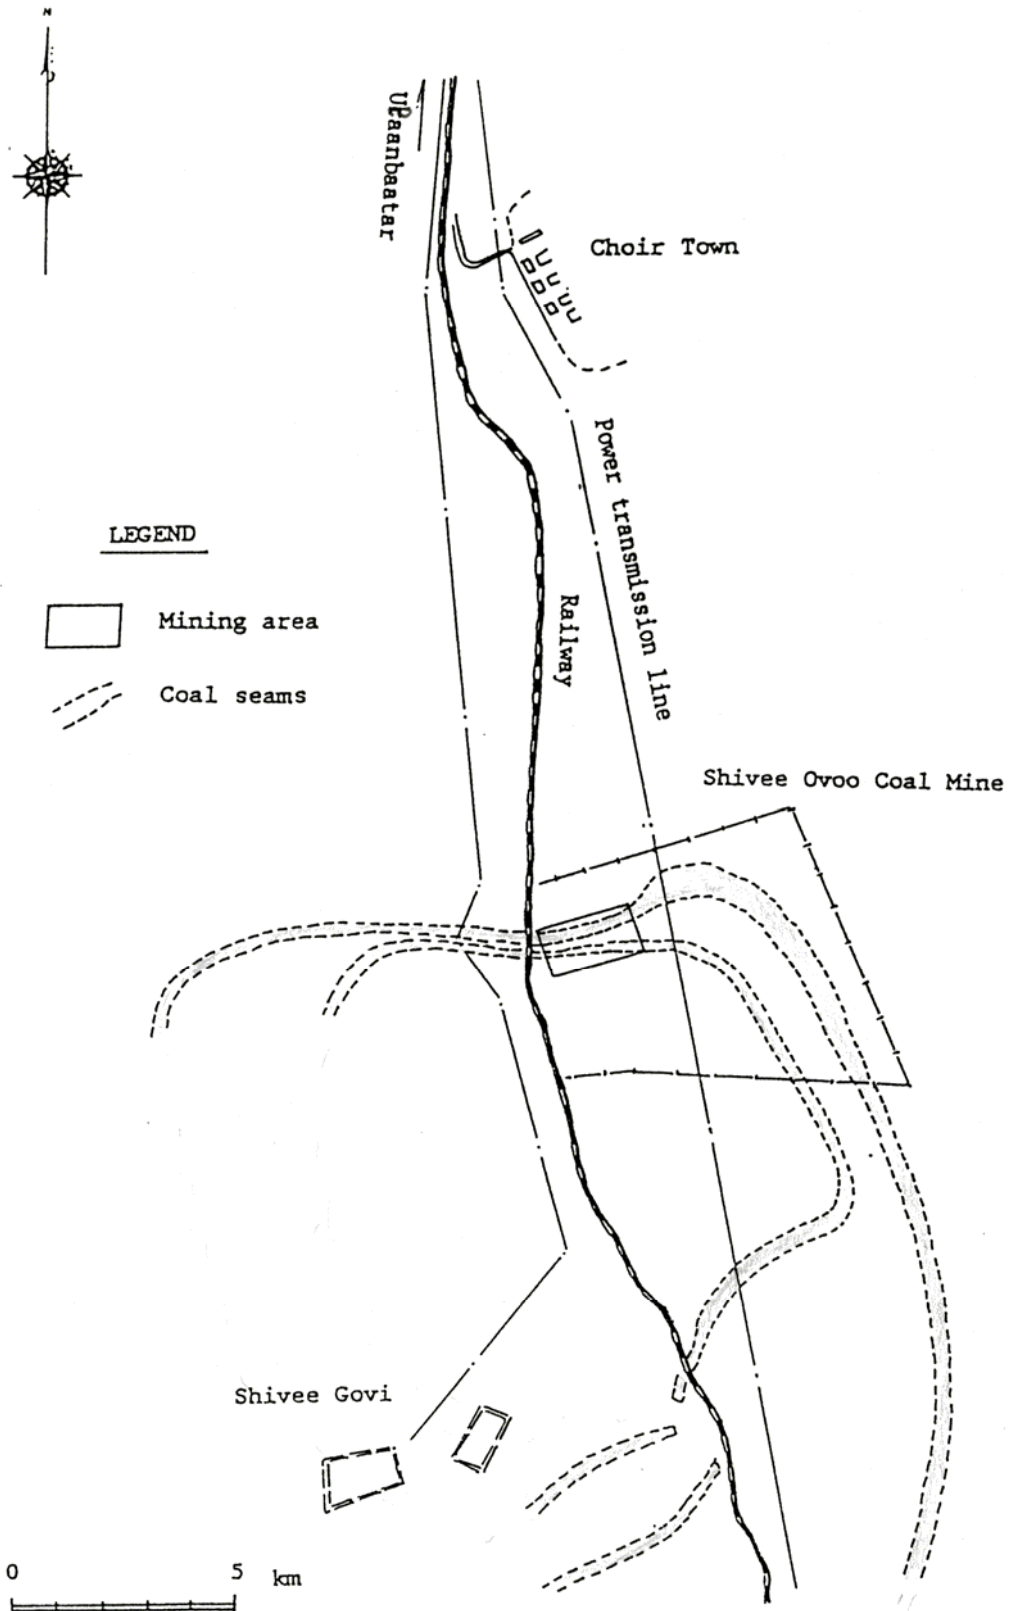 N
Ulaanbaatar
Choir Town
Power transmission line
LEGEND
Mining area
Railway
Coal seams
Shivee Ovoo Coal Mine
Shivee Govi
0 5 km